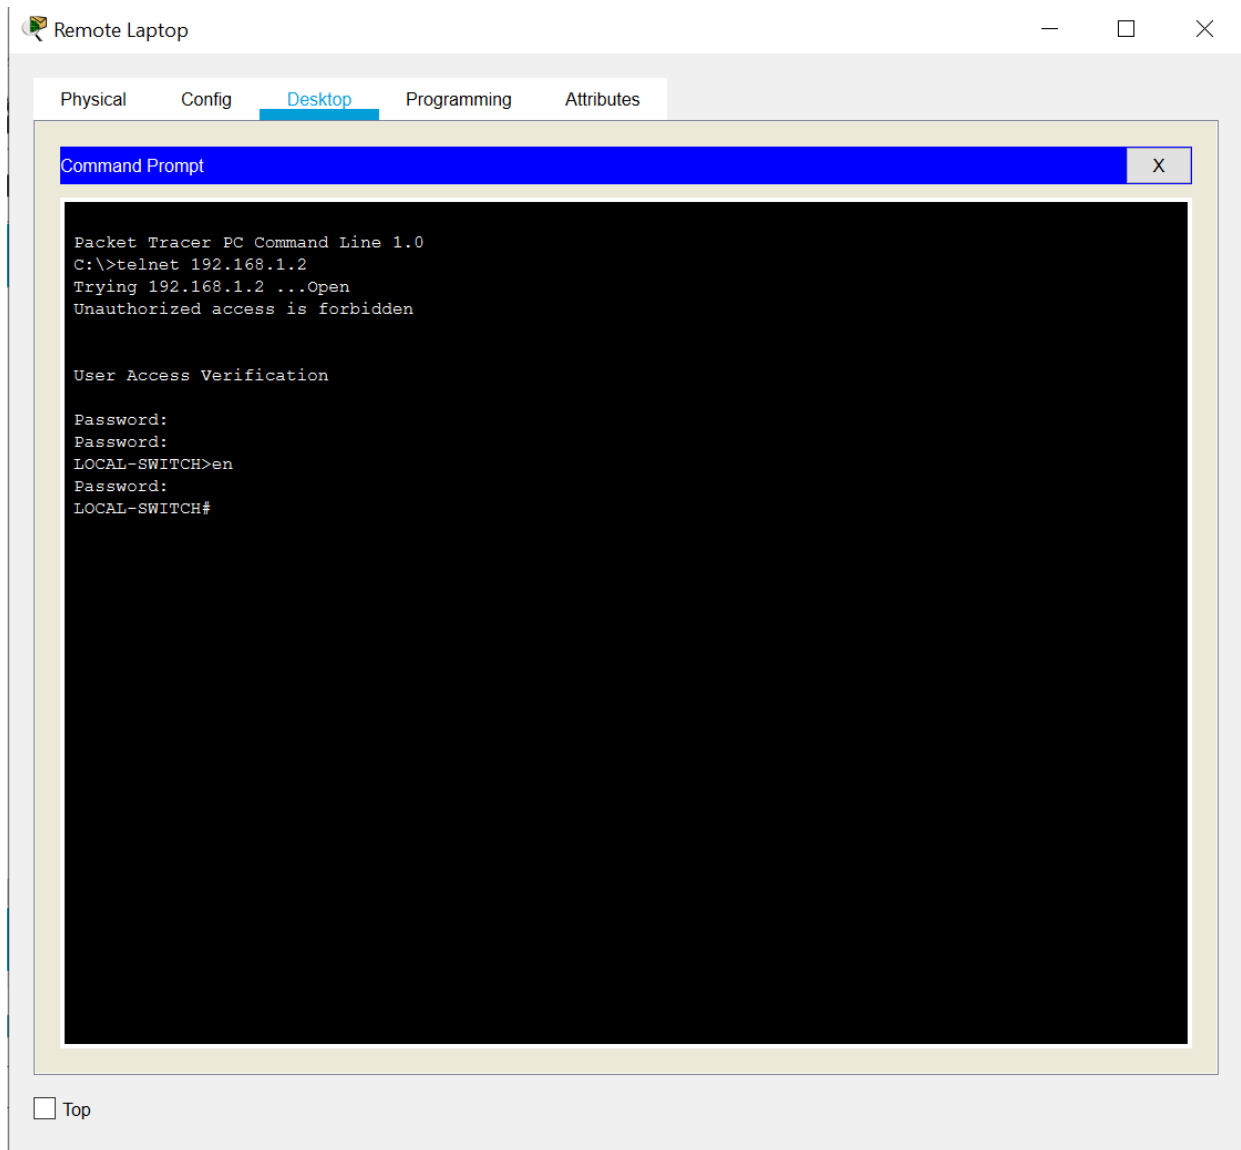 Remote Laptop
Physical Config Desktop Programming Attributes
Command Prompt X
Packet Tracer PC Command Line 1.0
C:\>telnet 192.168.1.2
Trying 192.168.1.2 ...Open
Unauthorized access is forbidden
User Access Verification
Password:
Password:
LOCAL-SWITCH>en
Password:
LOCAL-SWITCH#
Top